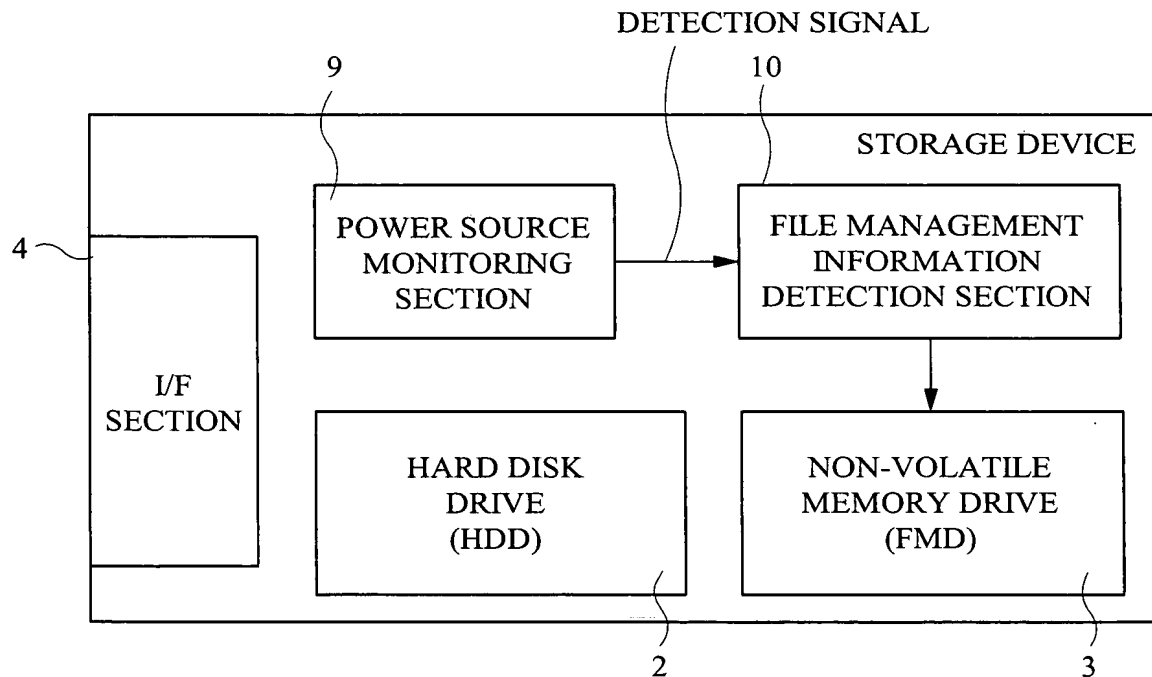 DETECTION SIGNAL
9
10
STORAGE DEVICE
POWER SOURCE
MONITORING
SECTION
FILE MANAGEMENT
INFORMATION
DETECTION SECTION
4
I/F
SECTION
HARD DISK
DRIVE
(HDD)
NON-VOLATILE
MEMORY DRIVE
(FMD)
2
3